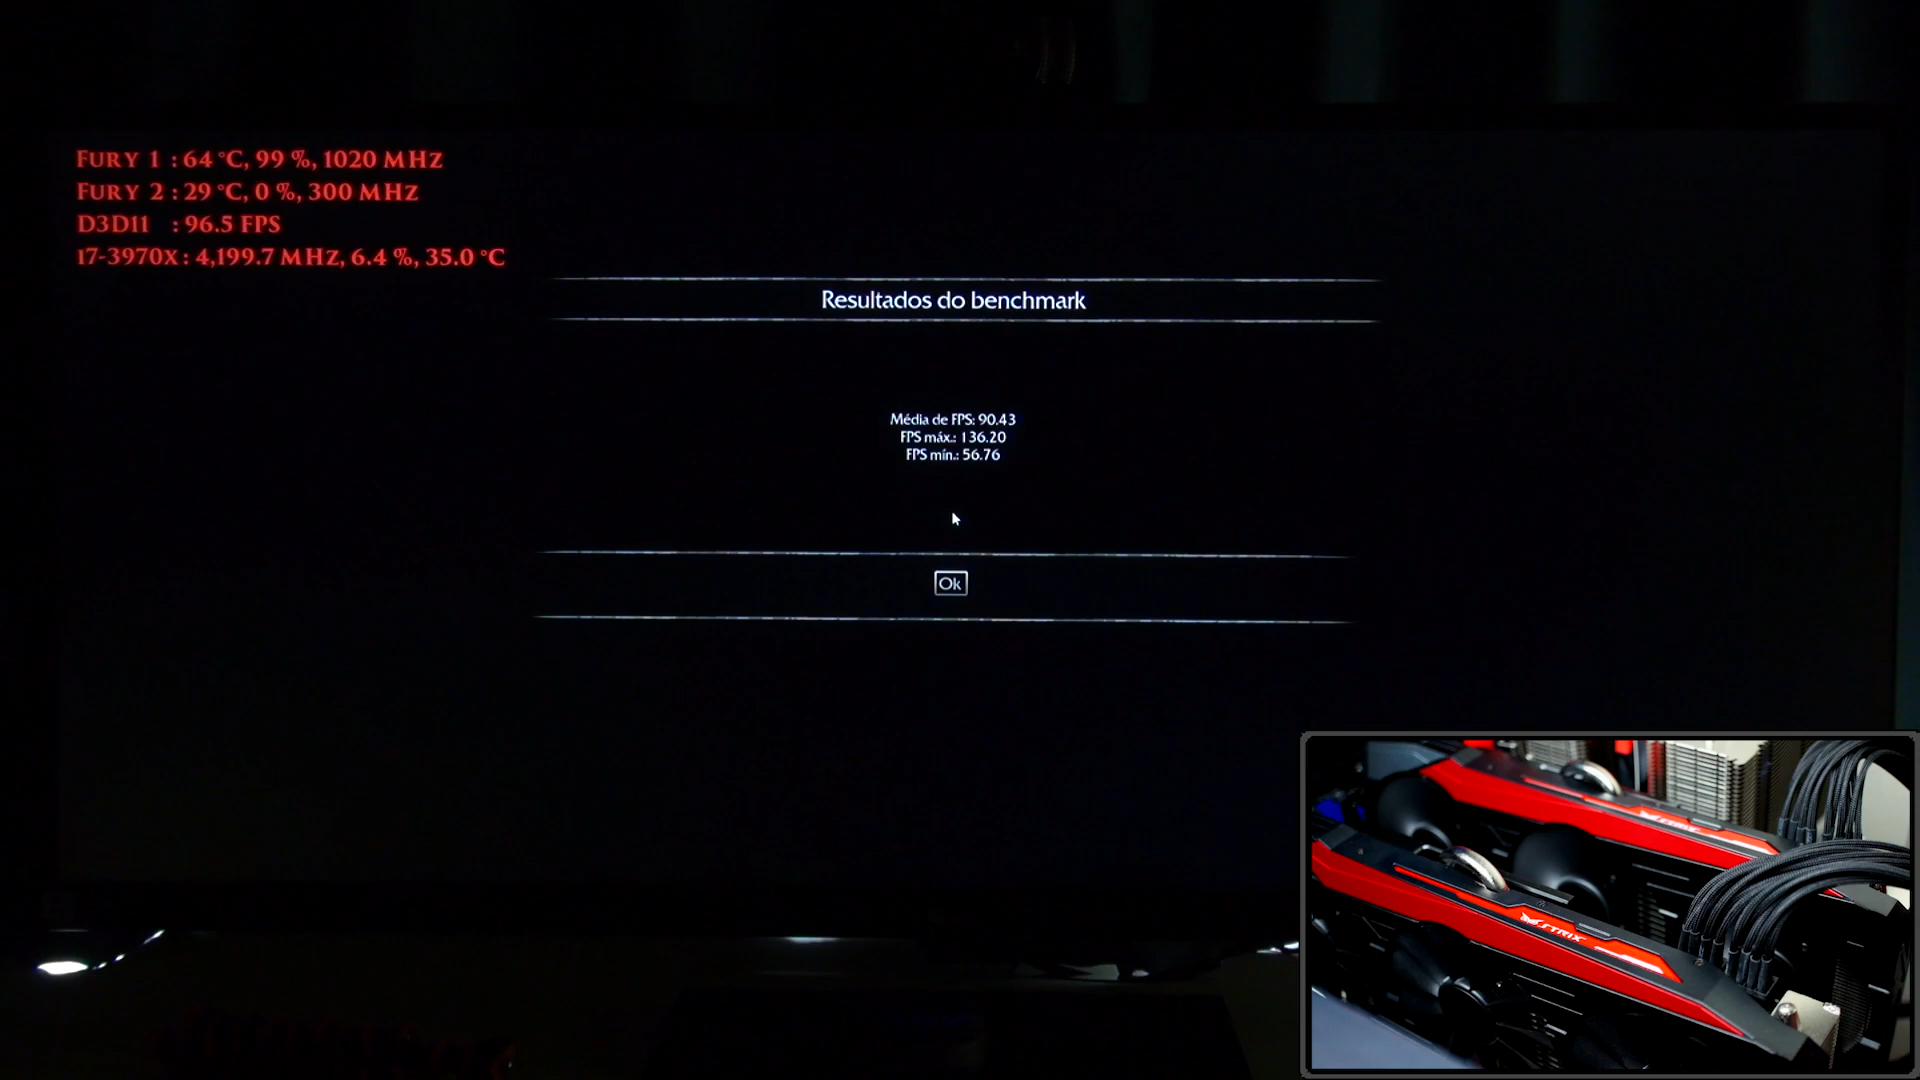 FURY 1 : 64 °C, 99 %, 1020 MHZ
FURY 2 : 29 °C, 0 %, 300 MHZ
D3D11 : 96.5 FPS
I7-3970X : 4,199.7 MHZ, 6.4 %, 35.0 °C
Resultados do benchmark
Média de FPS: 90.43
FPS máx.: 136.20
FPS mín.: 56.76
Ok
STRIX
STRIX